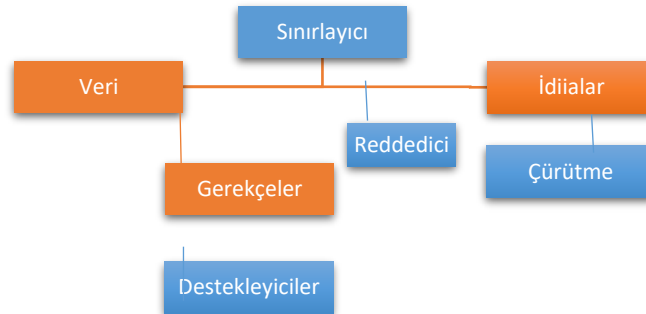 Sınırlayıcı
Veri
İdiialar
Reddedici
Çürütme
Gerekçeler
Destekleyiciler